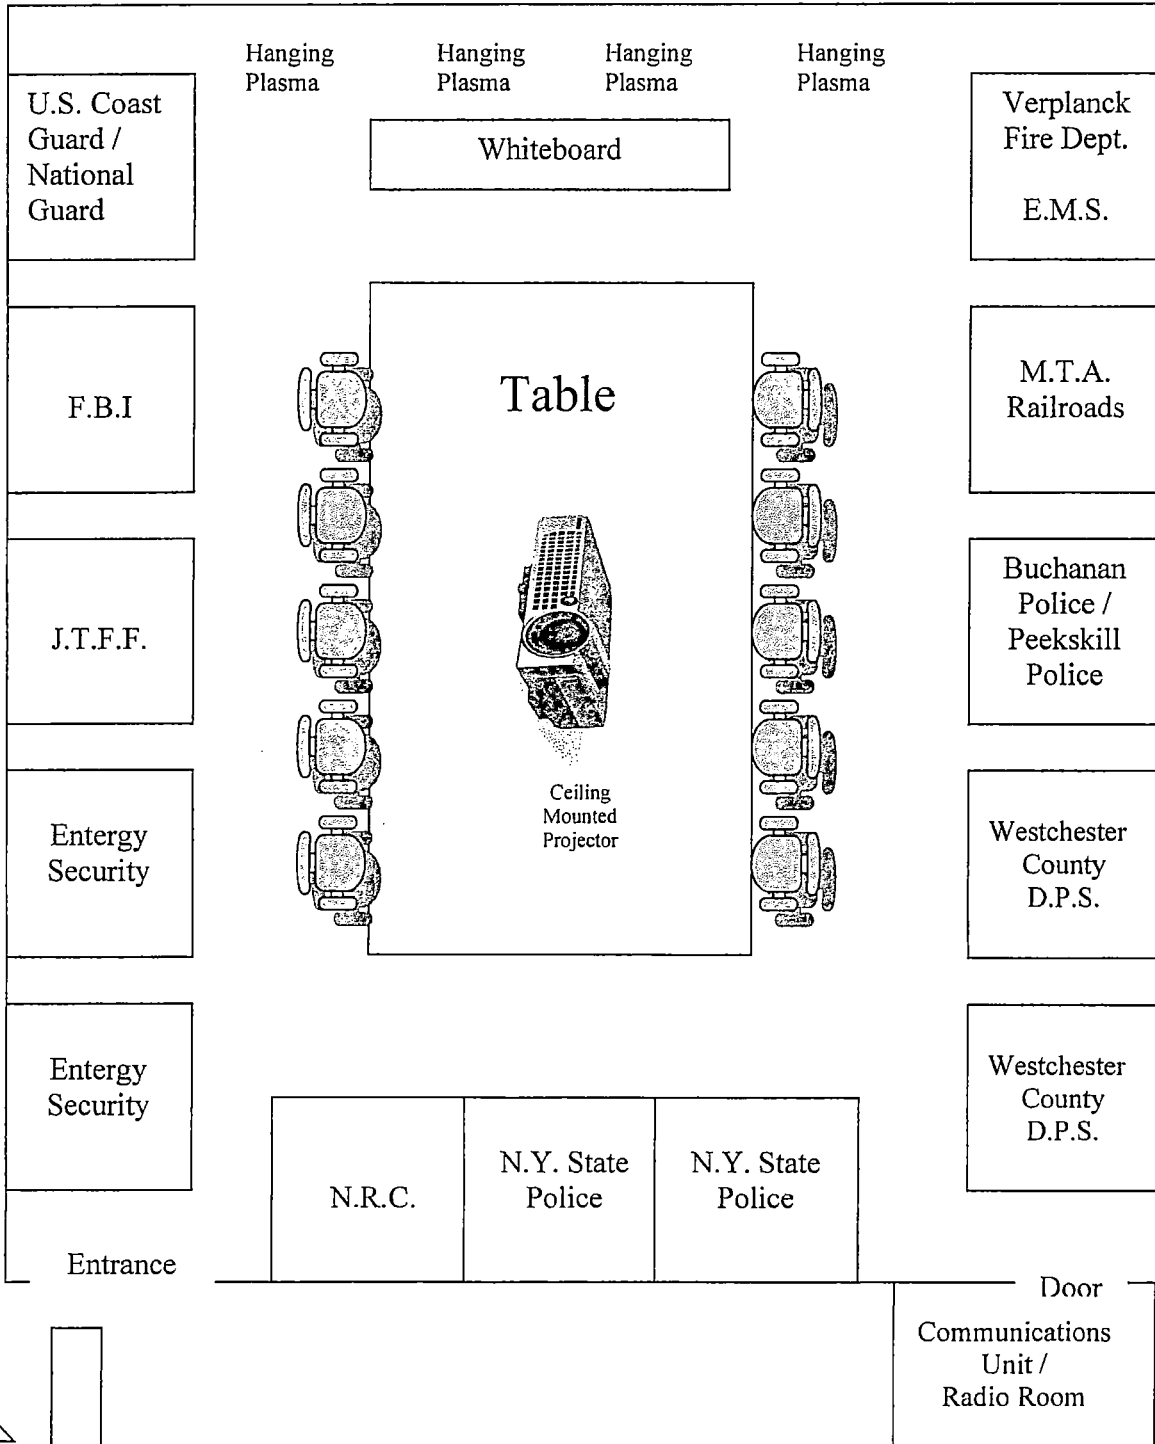 Hanging
Plasma
Hanging
Plasma
Hanging
Plasma
Hanging
Plasma
U.S. Coast
Guard /
National
Guard
Whiteboard
Verplanck
Fire Dept.
E.M.S.
F.B.I
Table
M.T.A.
Railroads
J.T.F.F.
Buchanan
Police /
Peekskill
Police
Entergy
Security
Ceiling
Mounted
Projector
Westchester
County
D.P.S.
Entergy
Security
N.R.C.
N.Y. State
Police
N.Y. State
Police
Westchester
County
D.P.S.
Entrance
Door
Communications
Unit /
Radio Room